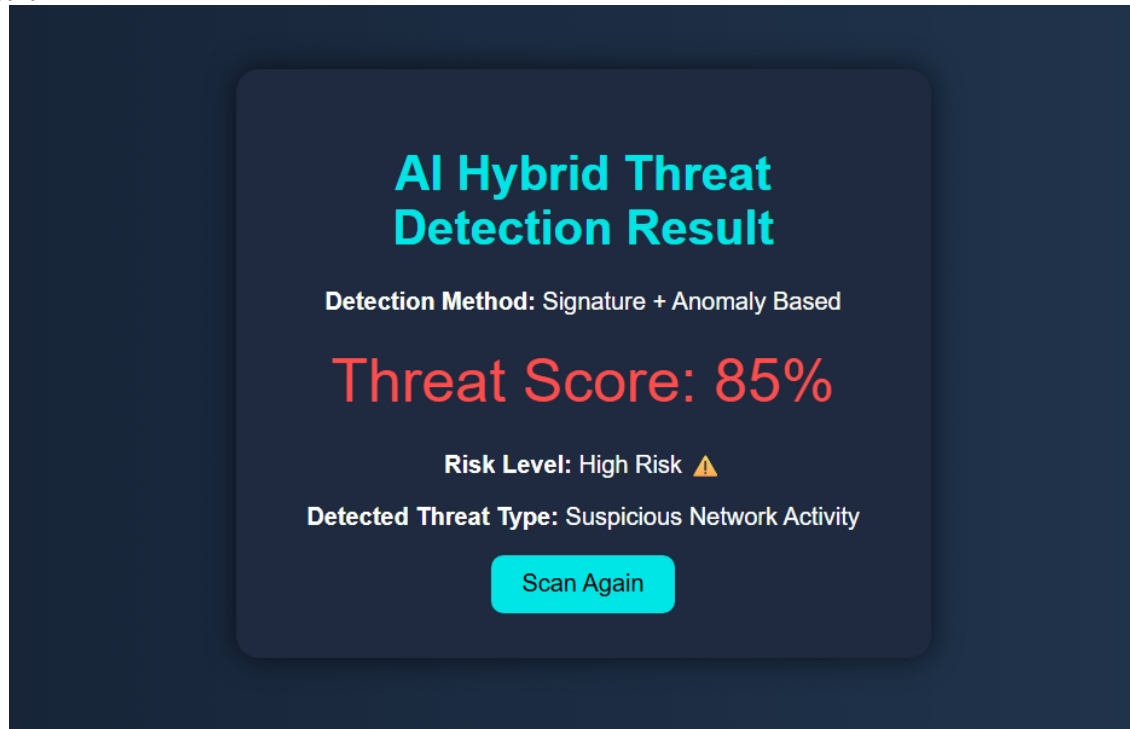 AI Hybrid Threat
Detection Result
Detection Method: Signature + Anomaly Based
Threat Score: 85%
Risk Level: High Risk ⚠
Detected Threat Type: Suspicious Network Activity
Scan Again